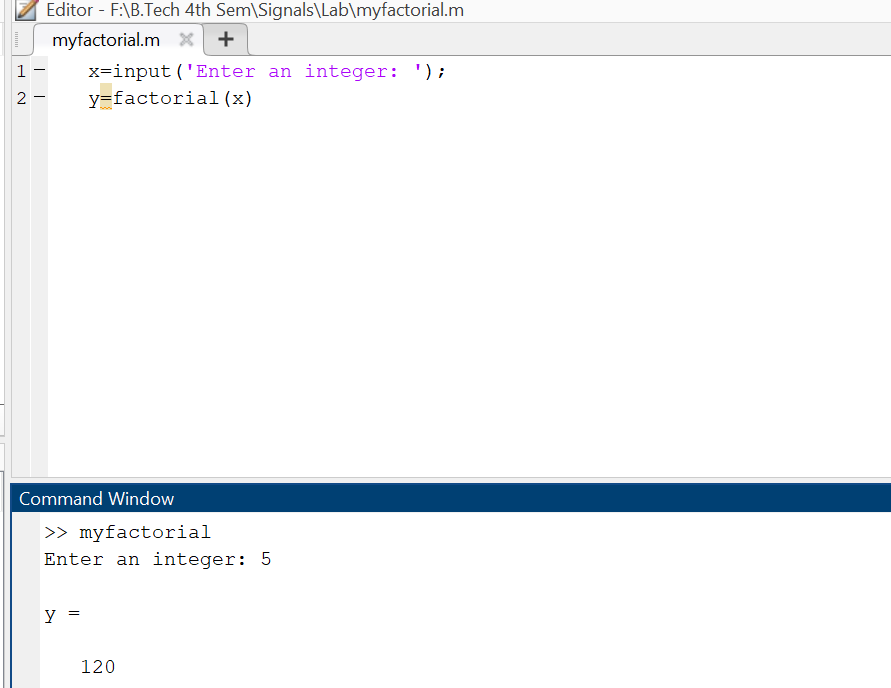 Editor - F:\B.Tech 4th Sem\Signals\Lab\myfactorial.m
myfactorial.m
1 x=input('Enter an integer: ');
2 y=factorial(x)
Command Window
>> myfactorial
Enter an integer: 5
y =
120